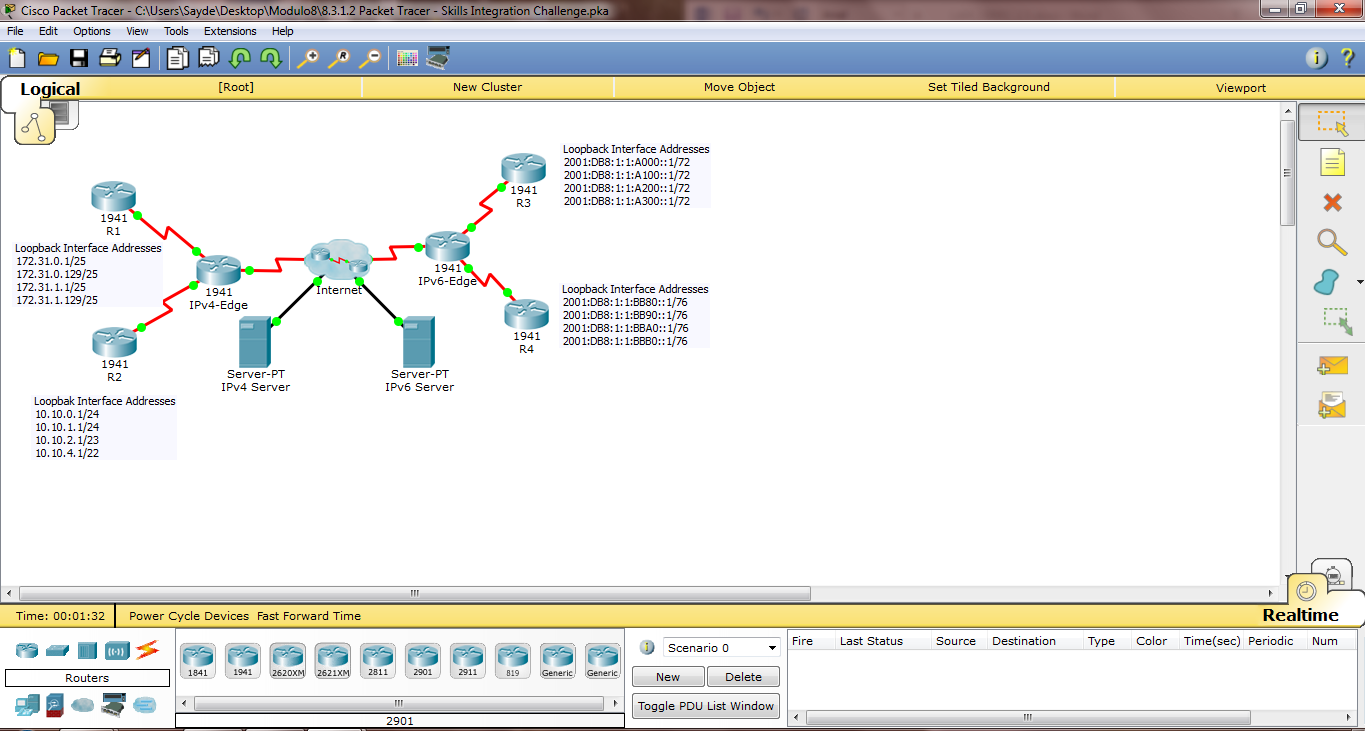 Cisco Packet Tracer - C:\Users\Sayde\Desktop\Modulo8\8.3.1.2 Packet Tracer - Skills Integration Challenge.pka
File Edit Options View Tools Extensions Help
Logical [Root] New Cluster Move Object Set Tiled Background Viewport
Loopback Interface Addresses
2001:DB8:1:1:A000::1/72
2001:DB8:1:1:A100::1/72
2001:DB8:1:1:A200::1/72
2001:DB8:1:1:A300::1/72
1941
R3
1941
R1
Loopback Interface Addresses
172.31.0.1/25
172.31.0.129/25
172.31.1.1/25
172.31.1.129/25
1941
IPv4-Edge
Internet
1941
IPv6-Edge
Loopback Interface Addresses
2001:DB8:1:1:BB80::1/76
2001:DB8:1:1:BB90::1/76
2001:DB8:1:1:BBA0::1/76
2001:DB8:1:1:BBB0::1/76
1941
R4
1941
R2
Server-PT
IPv4 Server
Server-PT
IPv6 Server
Loopbak Interface Addresses
10.10.0.1/24
10.10.1.1/24
10.10.2.1/23
10.10.4.1/22
Time: 00:01:32 Power Cycle Devices Fast Forward Time
Realtime
Routers
1841 1941 2620XM 2621XM 2811 2901 2911 819 Generic Generic
2901
Scenario 0
New Delete
Toggle PDU List Window
Fire Last Status Source Destination Type Color Time(sec) Periodic Num